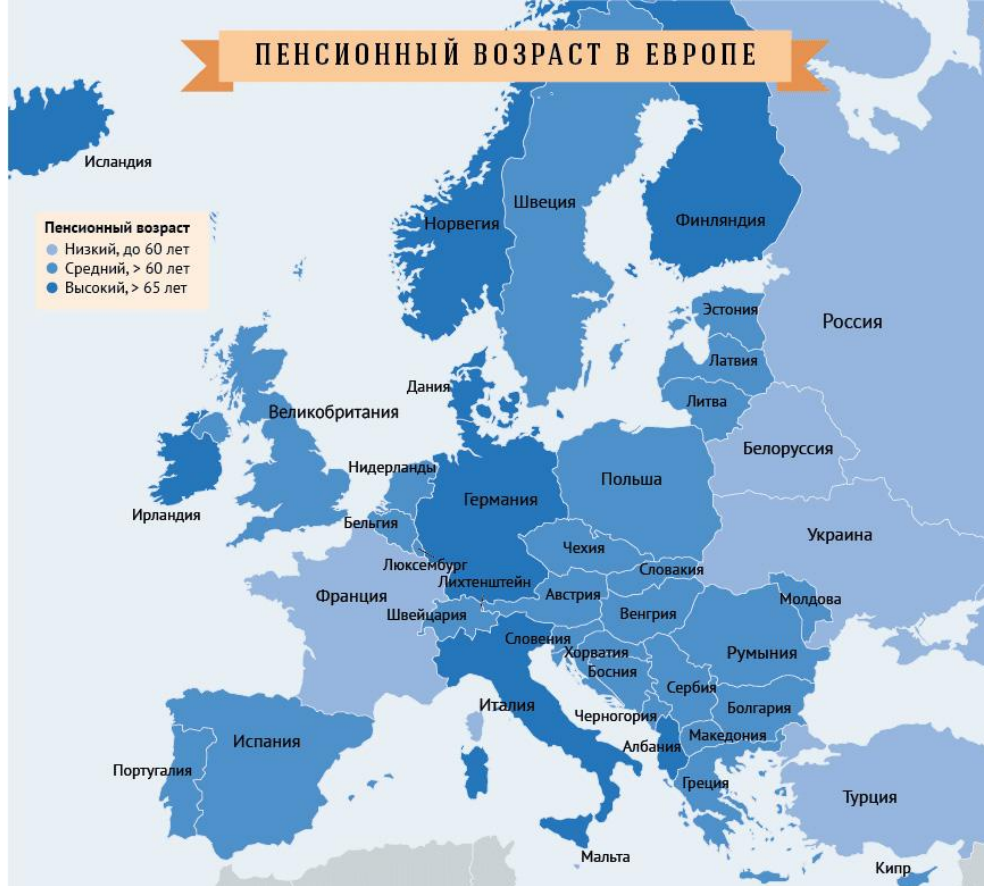 ПЕНСИОННЫЙ ВОЗРАСТ В ЕВРОПЕ
Исландия
Пенсионный возраст
Низкий, до 60 лет
Средний, > 60 лет
Высокий, > 65 лет
Норвегия
Швеция
Финляндия
Эстония
Россия
Латвия
Дания
Литва
Великобритания
Белоруссия
Нидерланды
Польша
Германия
Ирландия
Бельгия
Украина
Чехия
Люксембург
Словакия
Лихтенштейн
Франция
Австрия
Молдова
Швейцария
Венгрия
Словения
Хорватия
Румыния
Босния
Сербия
Италия
Болгария
Черногория
Македония
Испания
Албания
Португалия
Греция
Турция
Мальта
Кипр